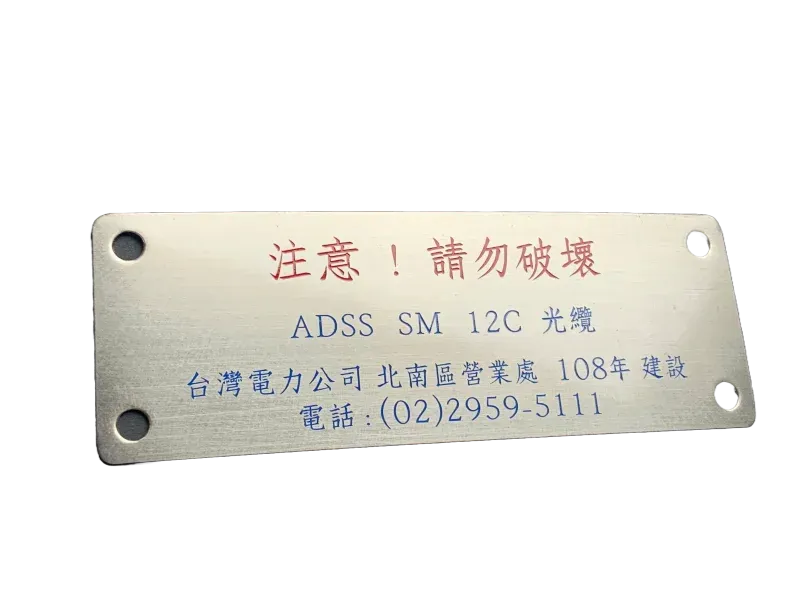 注意！請勿破壞
ADSS SM 12C 光纜
台灣電力公司 北南區營業處 108年 建設
電話:(02)2959-5111